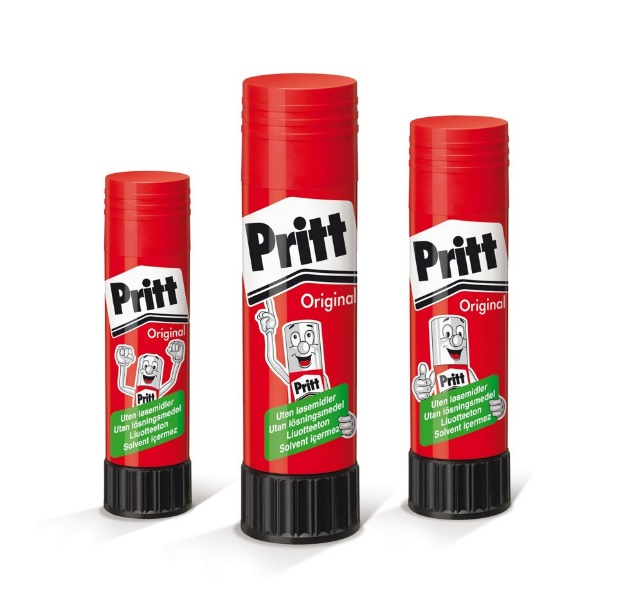 Pritt
Original
Pritt
Uten løsemidler
Utan lösningsmedel
Liuotteeton
Solvent içermez
Pritt
Original
Pritt
Uten løsemidler
Utan lösningsmedel
Liuotteeton
Solvent içermez
Pritt
Original
Pritt
Uten løsemidler
Utan lösningsmedel
Liuotteeton
Solvent içermez